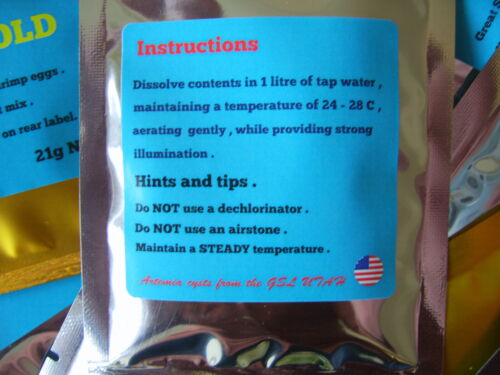 OLD
rimp eggs .
t mix .
on rear label.
21g N
Instructions
Dissolve contents in 1 litre of tap water ,
maintaining a temperature of 24 - 28 C ,
aerating gently , while providing strong
illumination .
Hints and tips .
Do NOT use a dechlorinator .
Do NOT use an airstone .
Maintain a STEADY temperature .
Artemia cysts from the GSL UTAH
Great S